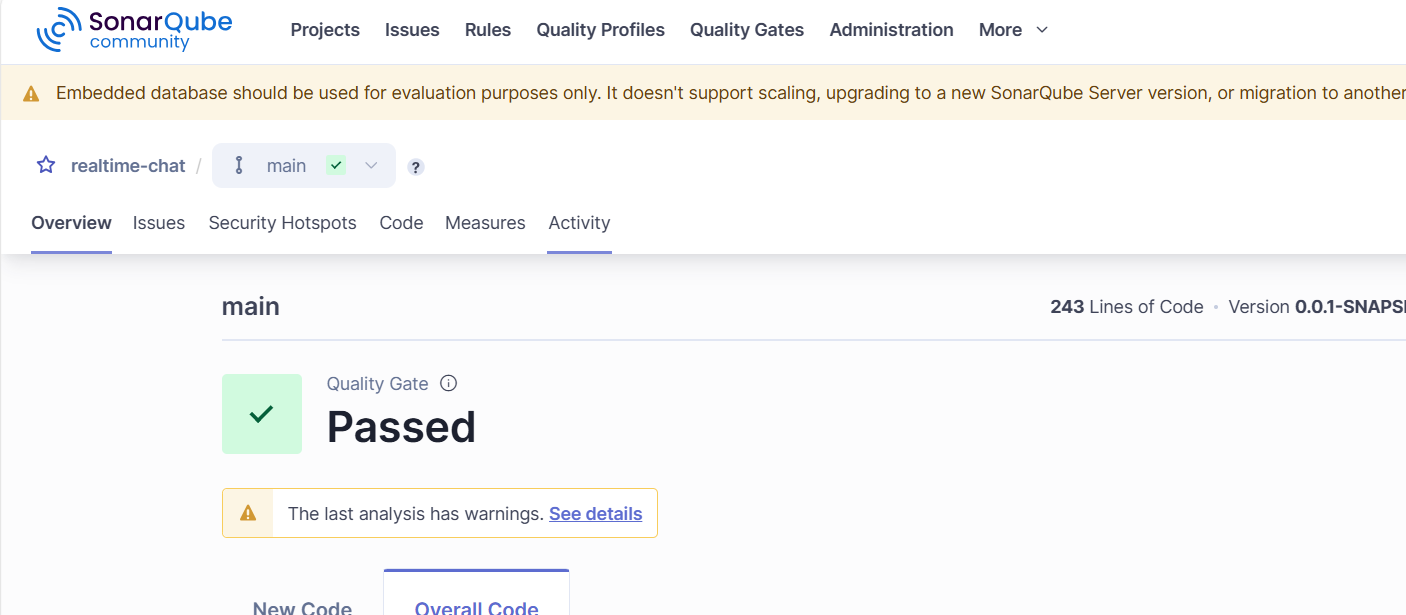 SonarQube
community
Projects Issues Rules Quality Profiles Quality Gates Administration More
Embedded database should be used for evaluation purposes only. It doesn't support scaling, upgrading to a new SonarQube Server version, or migration to another
realtime-chat / main ?
Overview Issues Security Hotspots Code Measures Activity
main
243 Lines of Code • Version 0.0.1-SNAPS
Quality Gate
Passed
The last analysis has warnings. See details
New Code Overall Code